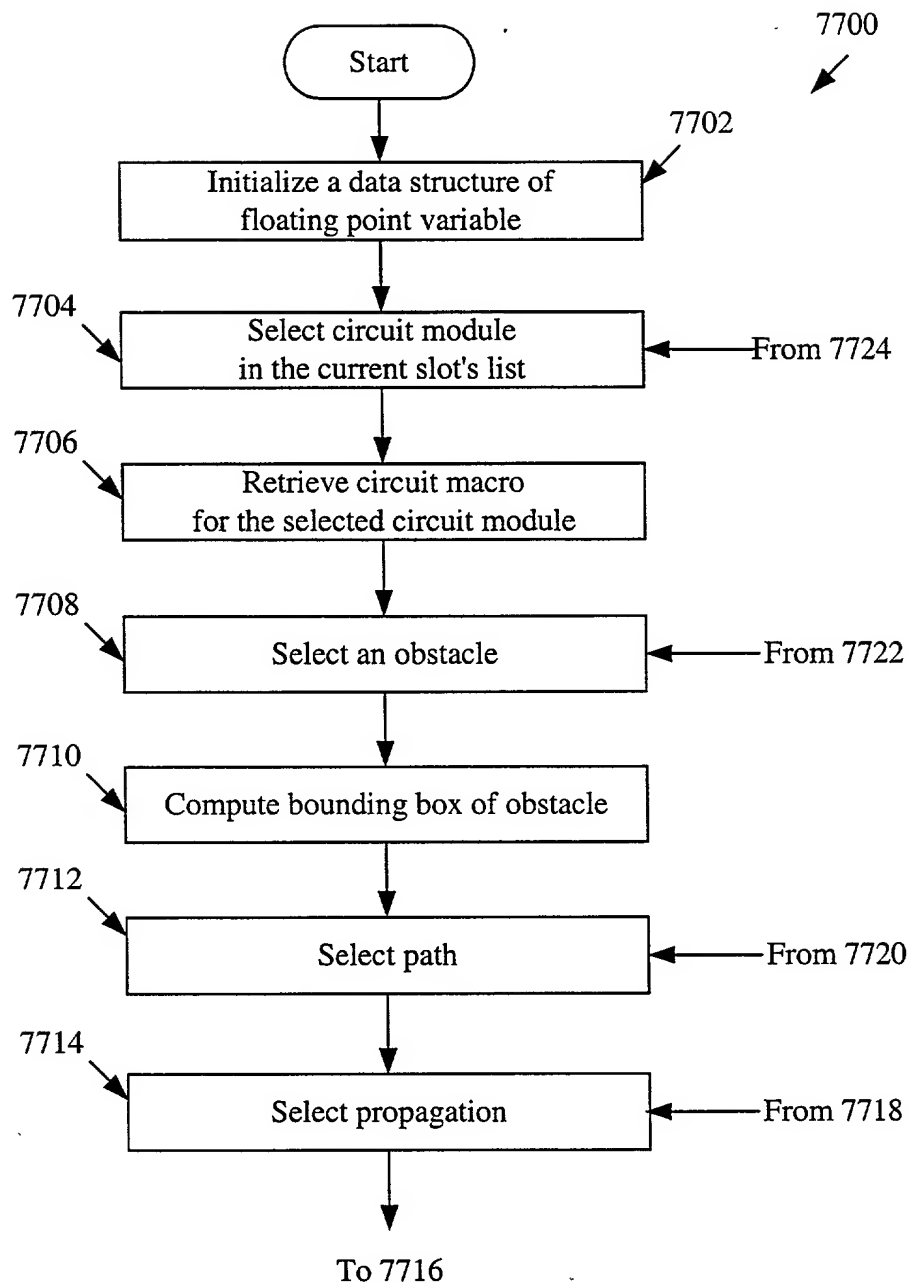 7700
Start
7702
Initialize a data structure of
floating point variable
7704
Select circuit module
in the current slot's list
From 7724
7706
Retrieve circuit macro
for the selected circuit module
7708
Select an obstacle
From 7722
7710
Compute bounding box of obstacle
7712
Select path
From 7720
7714
Select propagation
From 7718
To 7716